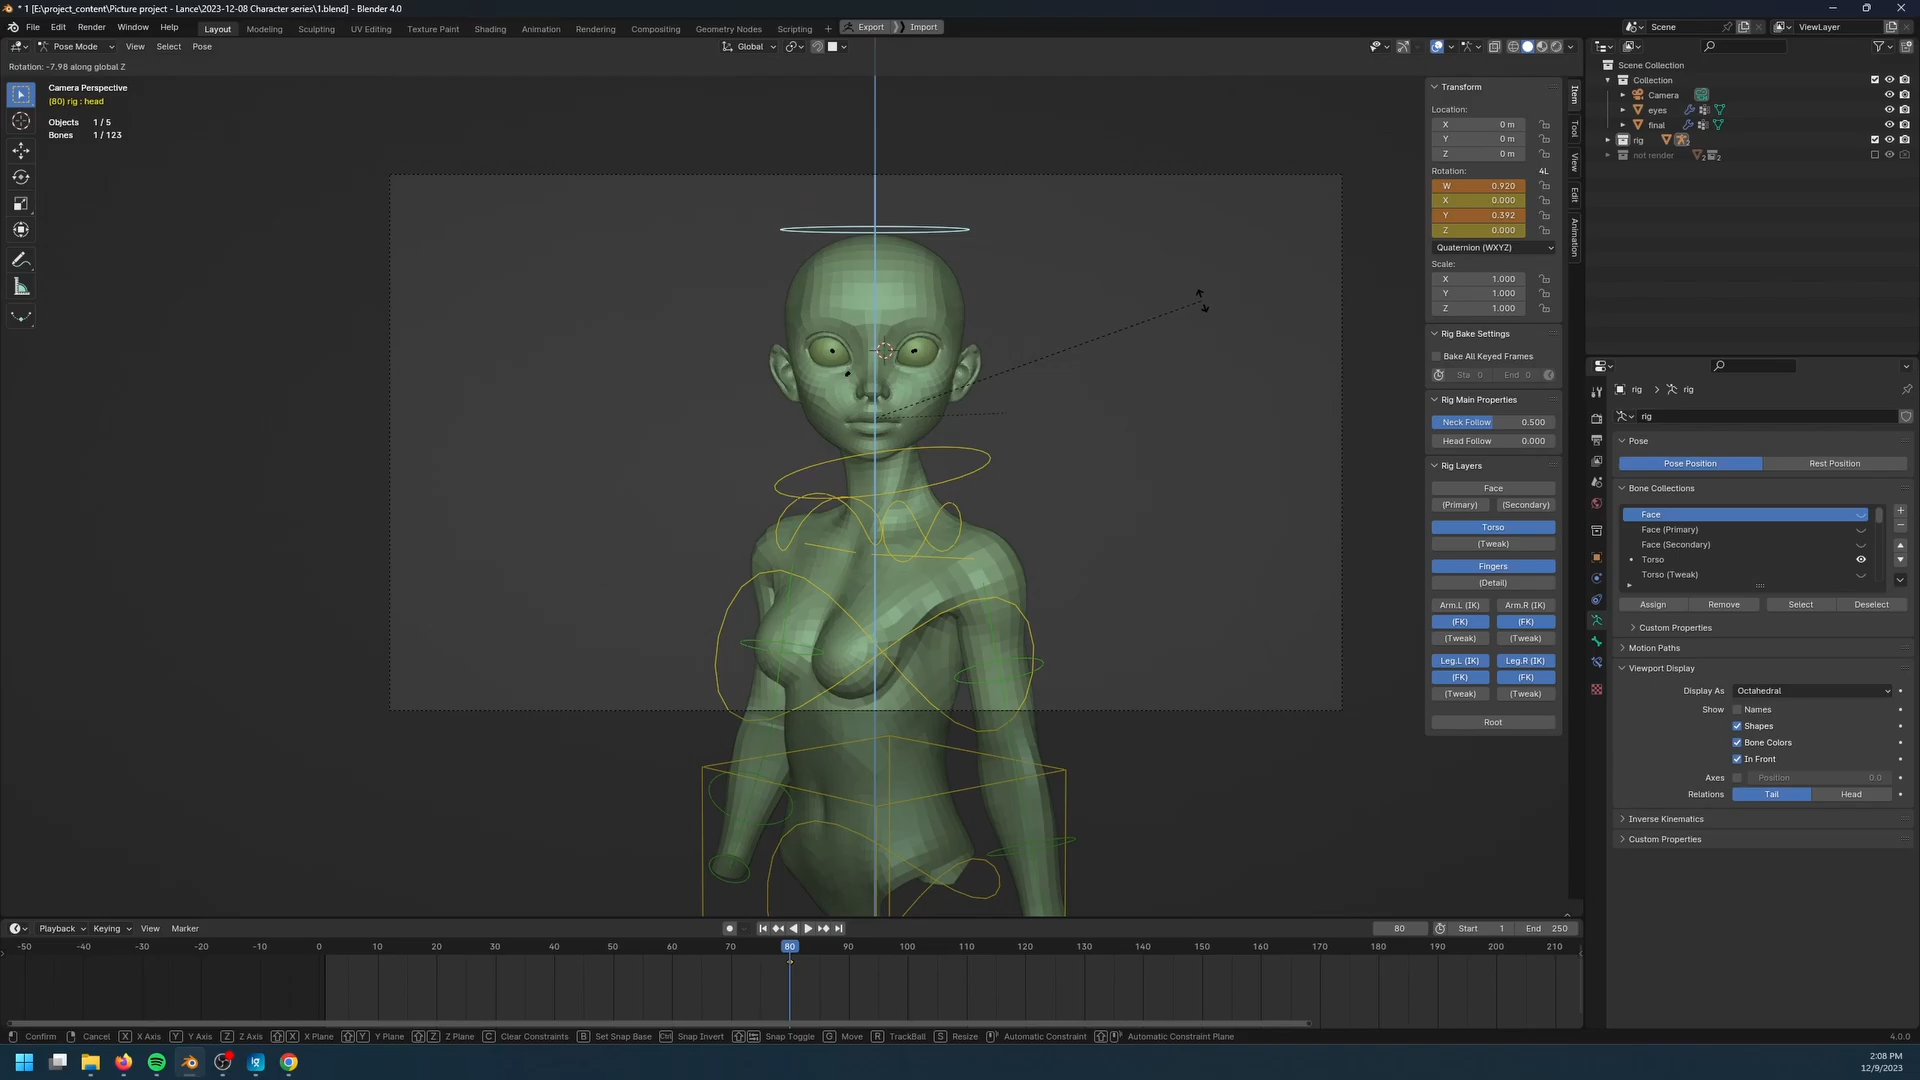 * 1 [E:\project_content\Picture project - Lance\2023-12-08 Character series\1.blend] - Blender 4.0
File Edit Render Window Help Layout Modeling Sculpting UV Editing Texture Paint Shading Animation Rendering Compositing Geometry Nodes Scripting + Export Import Scene ViewLayer
Pose Mode View Select Pose Global
Rotation: -7.98 along global Z
Camera Perspective
(80) rig : head
Objects 1 / 5
Bones 1 / 123
Transform
Location:
X 0 m
Y 0 m
Z 0 m
Rotation: 4L
W 0.920
X 0.000
Y 0.392
Z 0.000
Quaternion (WXYZ)
Scale:
X 1.000
Y 1.000
Z 1.000
Rig Bake Settings
Bake All Keyed Frames
Sta 0 End 0
Rig Main Properties
Neck Follow 0.500
Head Follow 0.000
Rig Layers
Face
(Primary) (Secondary)
Torso
(Tweak)
Fingers
(Detail)
Arm.L (IK) Arm.R (IK)
(FK) (FK)
(Tweak) (Tweak)
Leg.L (IK) Leg.R (IK)
(FK) (FK)
(Tweak) (Tweak)
Root
Item
Tool
View
Edit
Animation
Scene Collection
Collection
Camera
eyes
final
rig 2
not render 2 2
rig > rig
rig
Pose
Pose Position Rest Position
Bone Collections
Face
Face (Primary)
Face (Secondary)
Torso
Torso (Tweak)
Assign Remove Select Deselect
Custom Properties
Motion Paths
Viewport Display
Display As Octahedral
Show Names
Shapes
Bone Colors
In Front
Axes Position 0.0
Relations Tail Head
Inverse Kinematics
Custom Properties
Playback Keying View Marker 80 Start 1 End 250
-50 -40 -30 -20 -10 0 10 20 30 40 50 60 70 80 90 100 110 120 130 140 150 160 170 180 190 200 210
Confirm Cancel X X Axis Y Y Axis Z Z Axis X X Plane Y Y Plane Z Z Plane C Clear Constraints B Set Snap Base Ctrl Snap Invert Snap Toggle G Move R TrackBall S Resize Automatic Constraint Automatic Constraint Plane 4.0.0
2:08 PM
12/9/2023